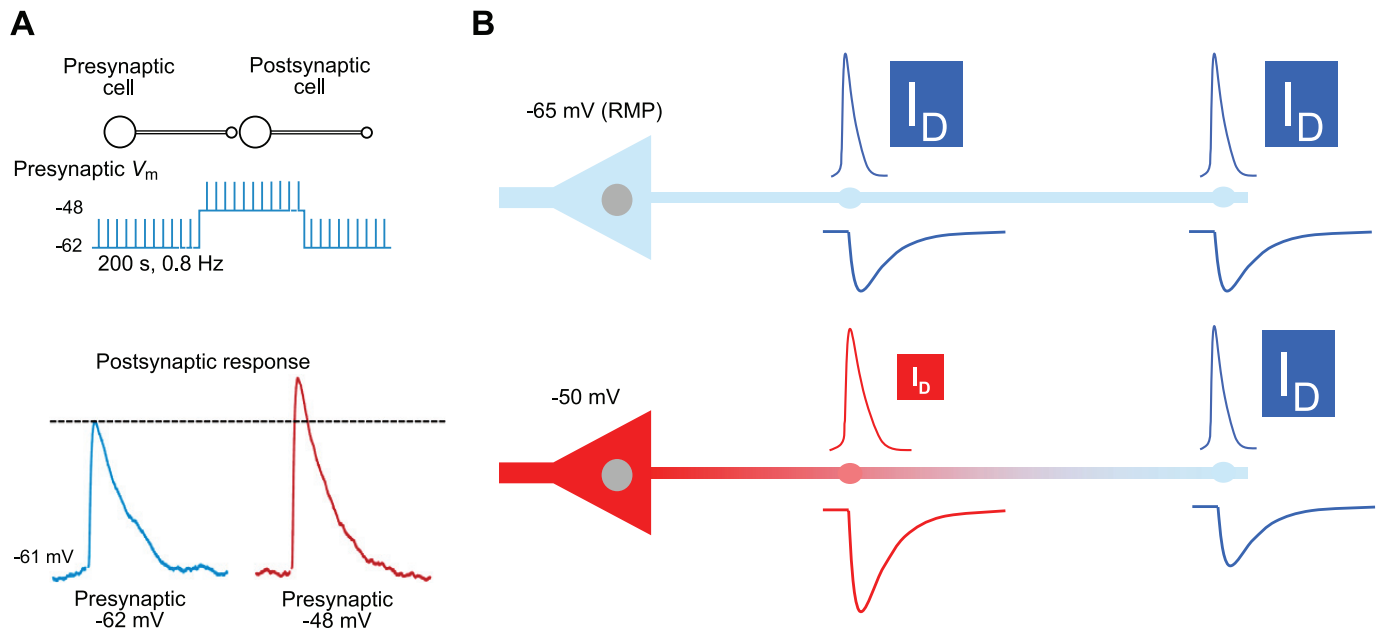 A
Presynaptic
cell
Postsynaptic
cell
Presynaptic Vm
-48
-62
200 s, 0.8 Hz
Postsynaptic response
-61 mV
Presynaptic
-62 mV
Presynaptic
-48 mV
B
-65 mV (RMP)
ID
ID
-50 mV
ID
ID